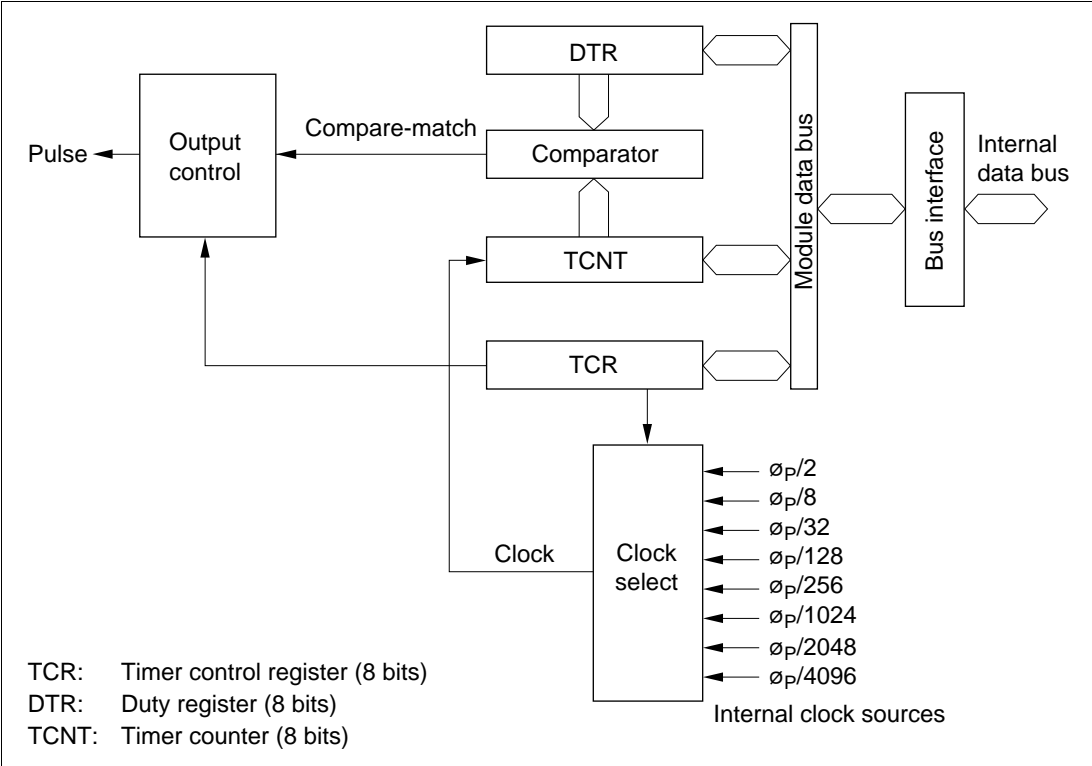 DTR
Compare-match
Pulse
Output
control
Comparator
Module data bus
Bus interface
Internal
data bus
TCNT
TCR
Clock
Clock
select
øP/2
øP/8
øP/32
øP/128
øP/256
øP/1024
øP/2048
øP/4096
Internal clock sources
TCR: Timer control register (8 bits)
DTR: Duty register (8 bits)
TCNT: Timer counter (8 bits)